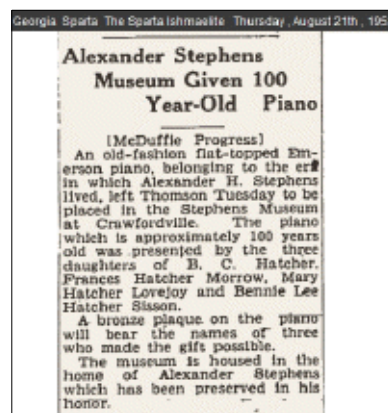 Georgia Sparta The Sparta Ishmaelite Thursday, August 21th, 195
Alexander Stephens
Museum Given 100
Year-Old Piano
[McDuffie Progress]
An old-fashion flat-topped Em-
erson piano, belonging to the era
in which Alexander H. Stephens
lived, left Thomson Tuesday to be
placed in the Stephens Museum
at Crawfordville. The piano
which is approximately 100 years
old was presented by the three
daughters of B. C. Hatcher.
Frances Hatcher Morrow, Mary
Hatcher Lovejoy and Bennie Lee
Hatcher Sisson.
A bronze plaque on the piano
will bear the names of three
who made the gift possible.
The museum is housed in the
home of Alexander Stephens
which has been preserved in his
honor.